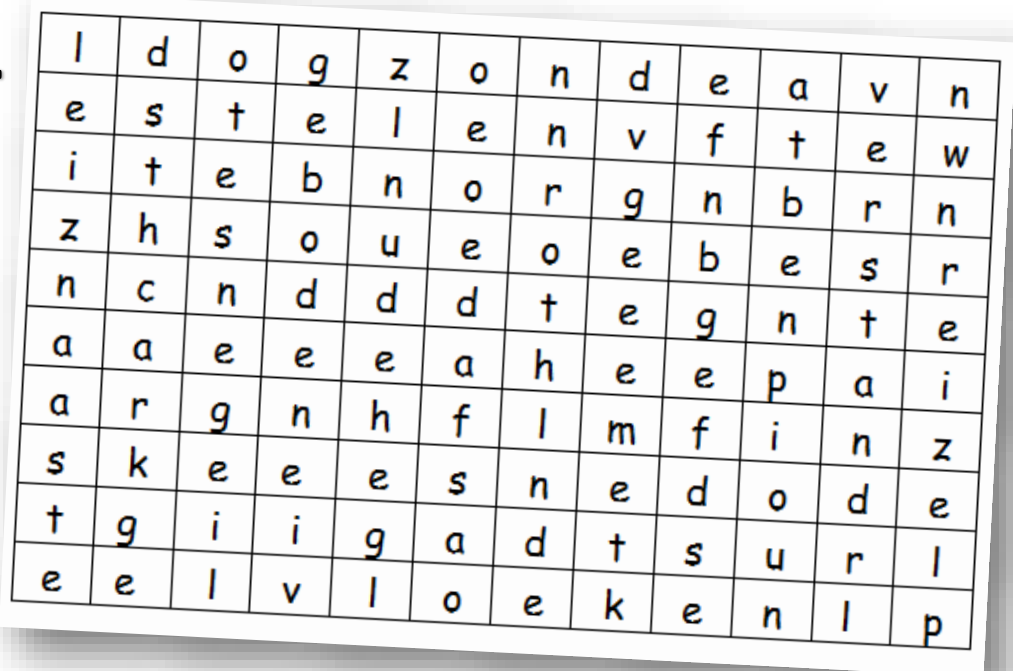 l d o g z o n d e a v n
e s t e l e n v f t e w
i t e b n o r g n b r n
z h s o u e o e b e s r
n c n d d d t e g n t e
a a e e e a h e e p a i
a r g n h f l m f i n z
s k e e e s n e d o d e
t g i i g a d t s u r l
e e l v l o e k e n l p